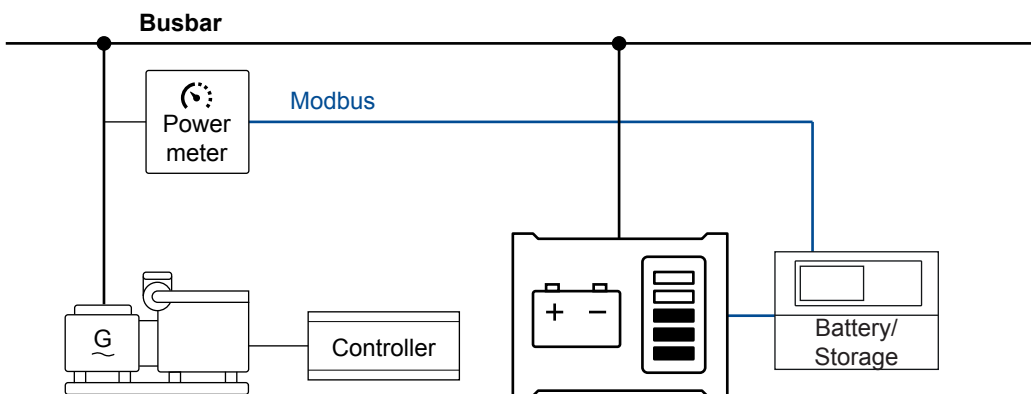 Busbar
Modbus
Power
meter
G
+ −
Controller
Battery/
Storage